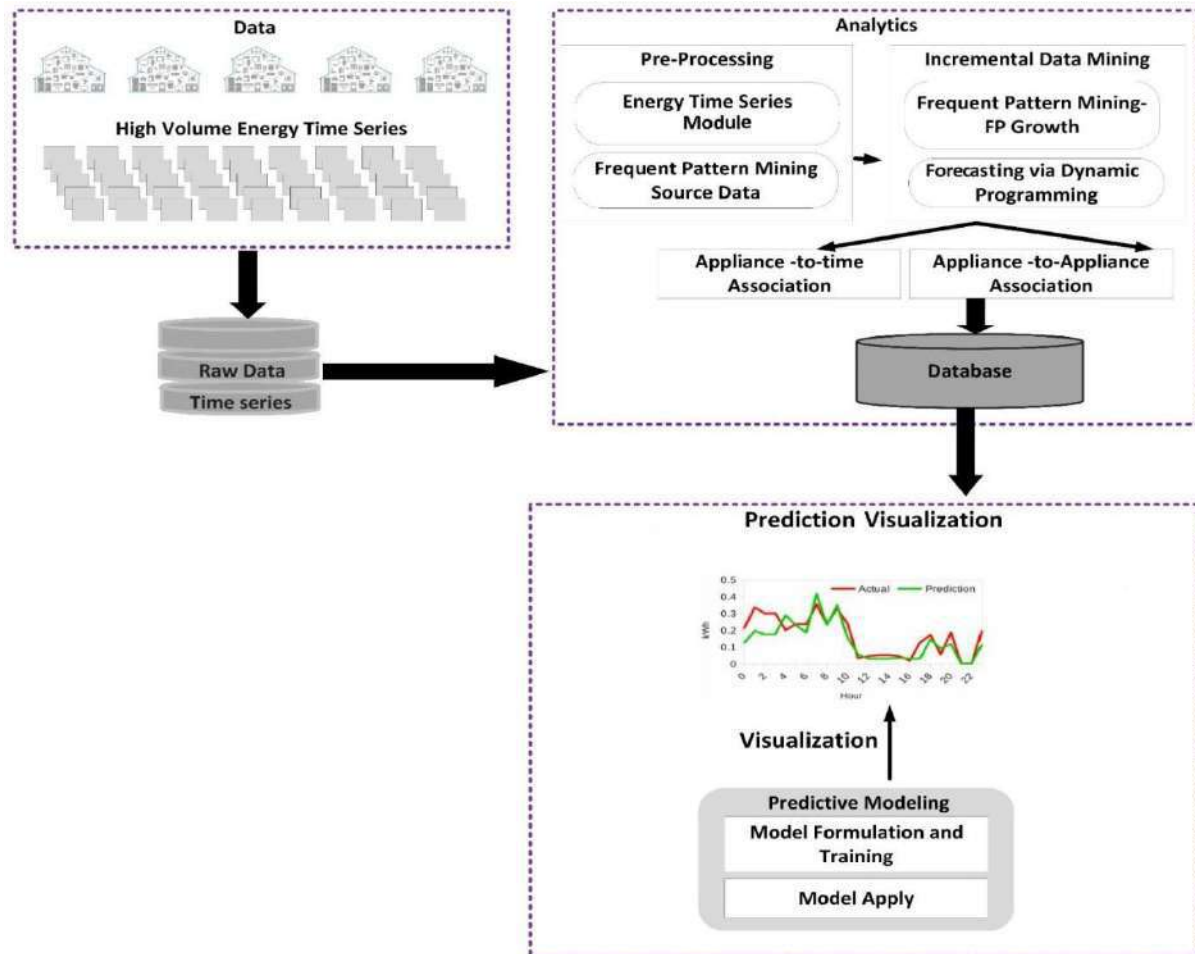 Data
High Volume Energy Time Series
Raw Data
Time series
Analytics
Pre-Processing
Energy Time Series
Module
Frequent Pattern Mining
Source Data
Incremental Data Mining
Frequent Pattern Mining-
FP Growth
Forecasting via Dynamic
Programming
Appliance -to-time
Association
Appliance -to-Appliance
Association
Database
Prediction Visualization
Actual
Prediction
0.5
0.4
0.3
0.2
0.1
0
kWh
0 2 4 6 8 10 12 14 16 18 20 22
Hour
Visualization
Predictive Modeling
Model Formulation and
Training
Model Apply